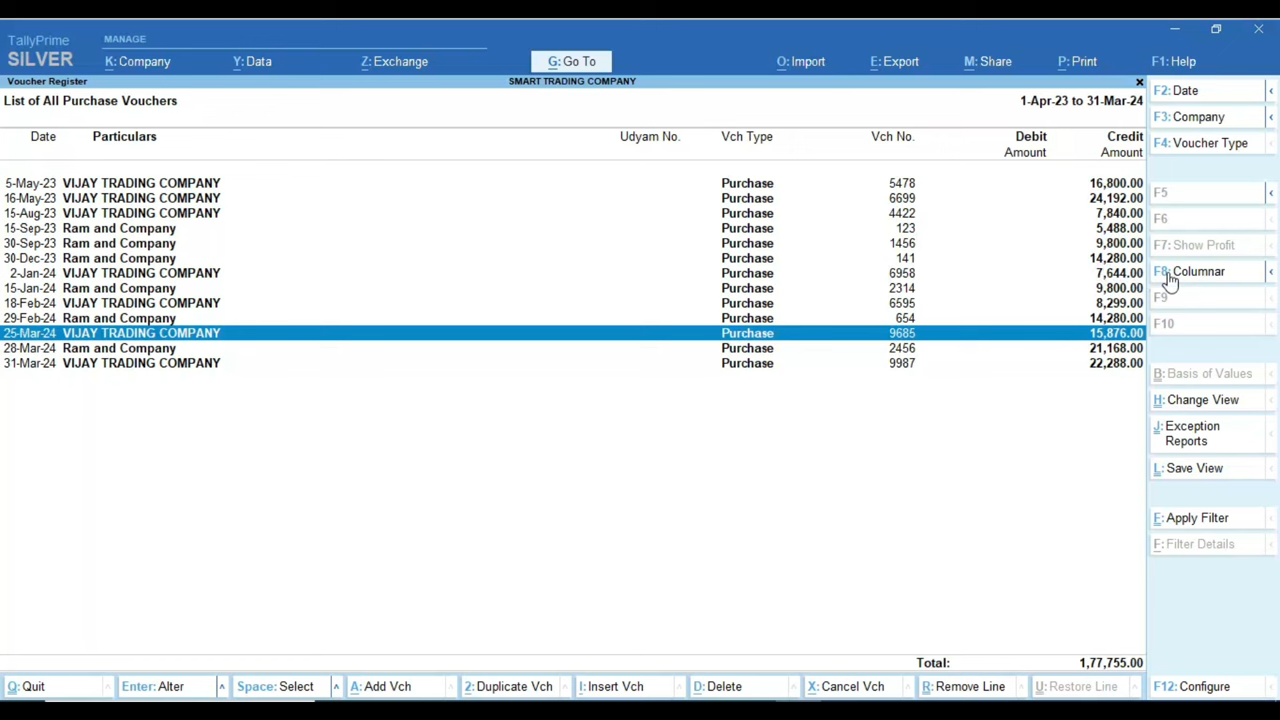 TallyPrime
MANAGE
SILVER
K: Company
Y: Data
Z: Exchange
G: Go To
O: Import
E: Export
M: Share
P: Print
F1: Help
Voucher Register
SMART TRADING COMPANY
List of All Purchase Vouchers
1-Apr-23 to 31-Mar-24
Date Particulars Udyam No. Vch Type Vch No. Debit Credit
Amount Amount
5-May-23 VIJAY TRADING COMPANY Purchase 5478 16,800.00
16-May-23 VIJAY TRADING COMPANY Purchase 6699 24,192.00
15-Aug-23 VIJAY TRADING COMPANY Purchase 4422 7,840.00
15-Sep-23 Ram and Company Purchase 123 5,488.00
30-Sep-23 Ram and Company Purchase 1456 9,800.00
30-Dec-23 Ram and Company Purchase 141 14,280.00
2-Jan-24 VIJAY TRADING COMPANY Purchase 6958 7,644.00
15-Jan-24 Ram and Company Purchase 2314 9,800.00
18-Feb-24 VIJAY TRADING COMPANY Purchase 6595 8,299.00
29-Feb-24 Ram and Company Purchase 654 14,280.00
25-Mar-24 VIJAY TRADING COMPANY Purchase 9685 15,876.00
28-Mar-24 Ram and Company Purchase 2456 21,168.00
31-Mar-24 VIJAY TRADING COMPANY Purchase 9987 22,288.00
Total: 1,77,755.00
F2: Date
F3: Company
F4: Voucher Type
F5
F6
F7: Show Profit
F8: Columnar
F9
F10
B: Basis of Values
H: Change View
J: Exception
Reports
L: Save View
F: Apply Filter
F: Filter Details
Q: Quit
Enter: Alter
Space: Select
A: Add Vch
2: Duplicate Vch
I: Insert Vch
D: Delete
X: Cancel Vch
R: Remove Line
U: Restore Line
F12: Configure